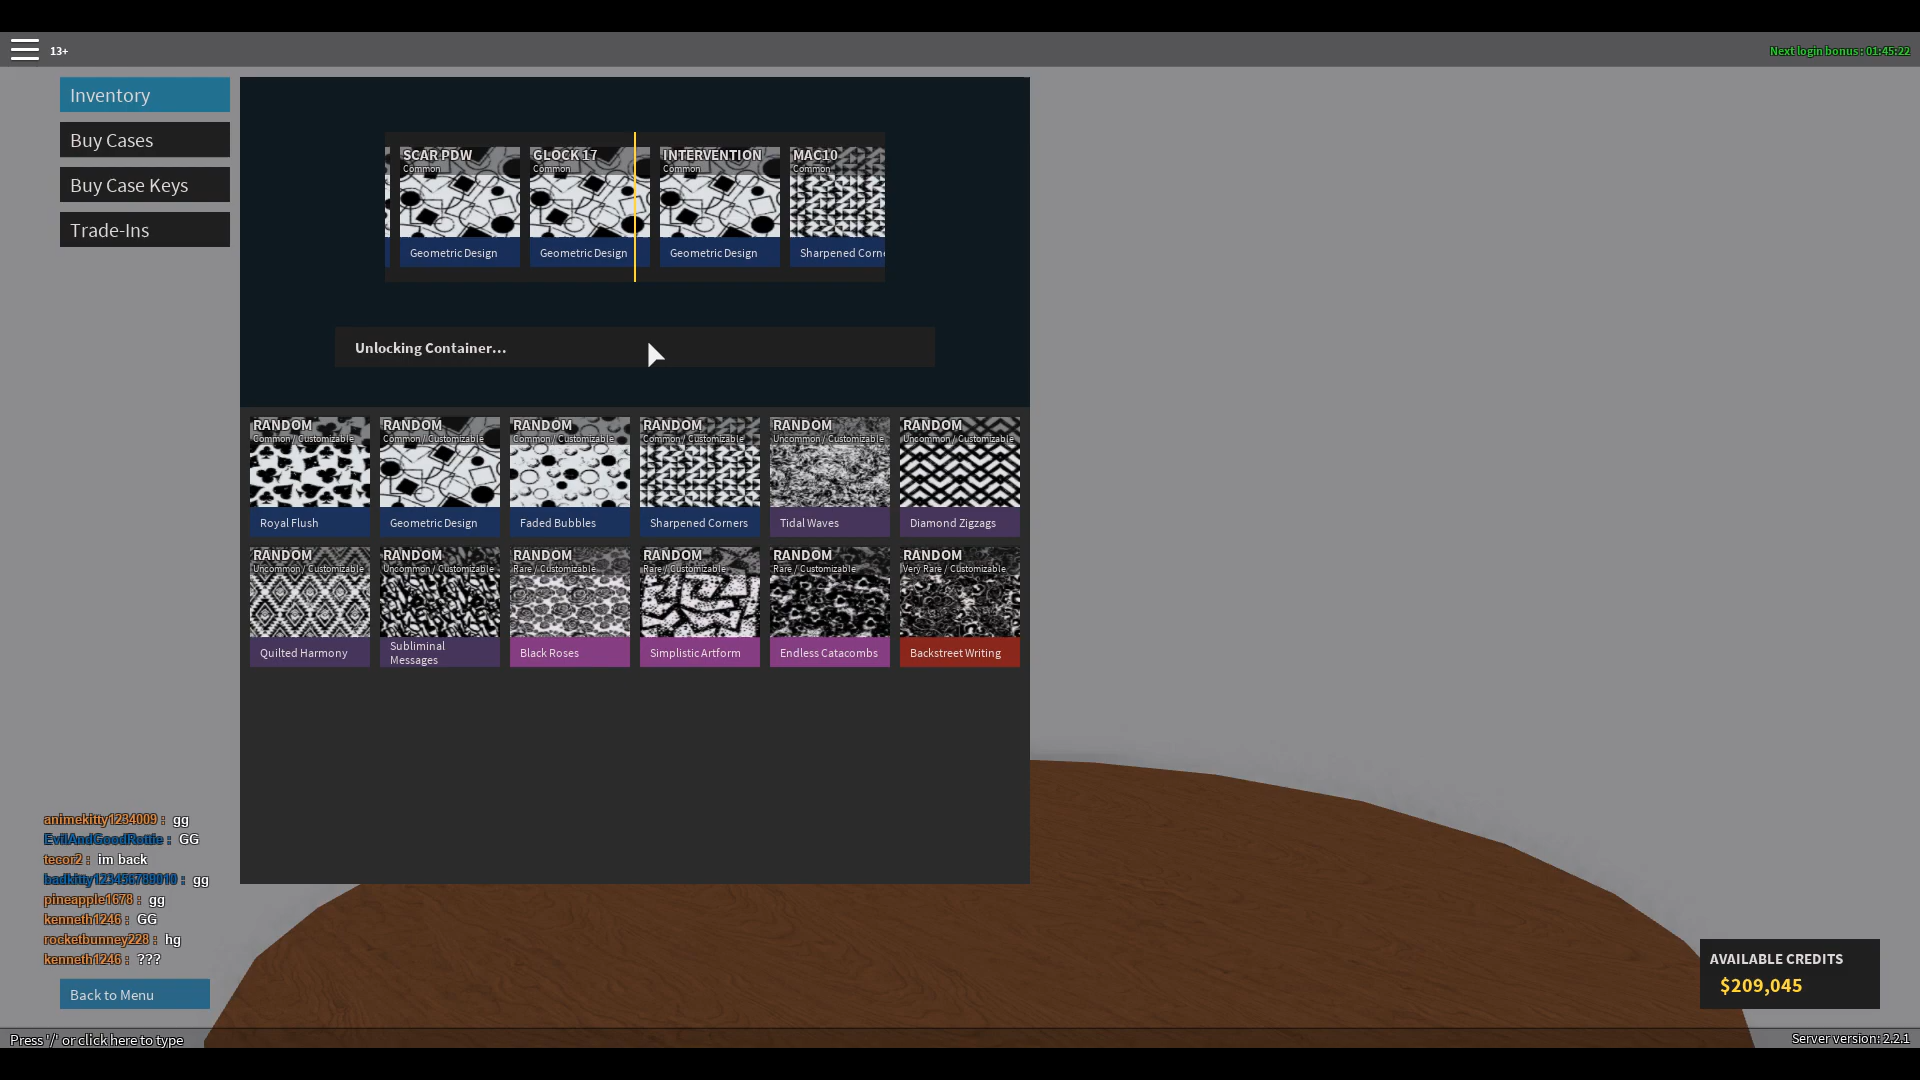 13+
Next login bonus : 01:45:22
Inventory
Buy Cases
Buy Case Keys
Trade-Ins
SCAR PDW
Common
Geometric Design
GLOCK 17
Common
Geometric Design
INTERVENTION
Common
Geometric Design
MAC10
Common
Sharpened Corne
Unlocking Container...
RANDOM
Common / Customizable
Royal Flush
RANDOM
Common / Customizable
Geometric Design
RANDOM
Common / Customizable
Faded Bubbles
RANDOM
Common / Customizable
Sharpened Corners
RANDOM
Uncommon / Customizable
Tidal Waves
RANDOM
Uncommon / Customizable
Diamond Zigzags
RANDOM
Uncommon / Customizable
Quilted Harmony
RANDOM
Uncommon / Customizable
Subliminal
Messages
RANDOM
Rare / Customizable
Black Roses
RANDOM
Rare / Customizable
Simplistic Artform
RANDOM
Rare / Customizable
Endless Catacombs
RANDOM
Very Rare / Customizable
Backstreet Writing
animekitty1234009 : gg
EvilAndGoodRottie : GG
tecor2 : im back
badkitty123456789010 : gg
pineapple1678 : gg
kenneth1246 : GG
rocketbunney228 : hg
kenneth1246 : ???
Back to Menu
AVAILABLE CREDITS
$209,045
Press '/' or click here to type
Server version: 2.2.1